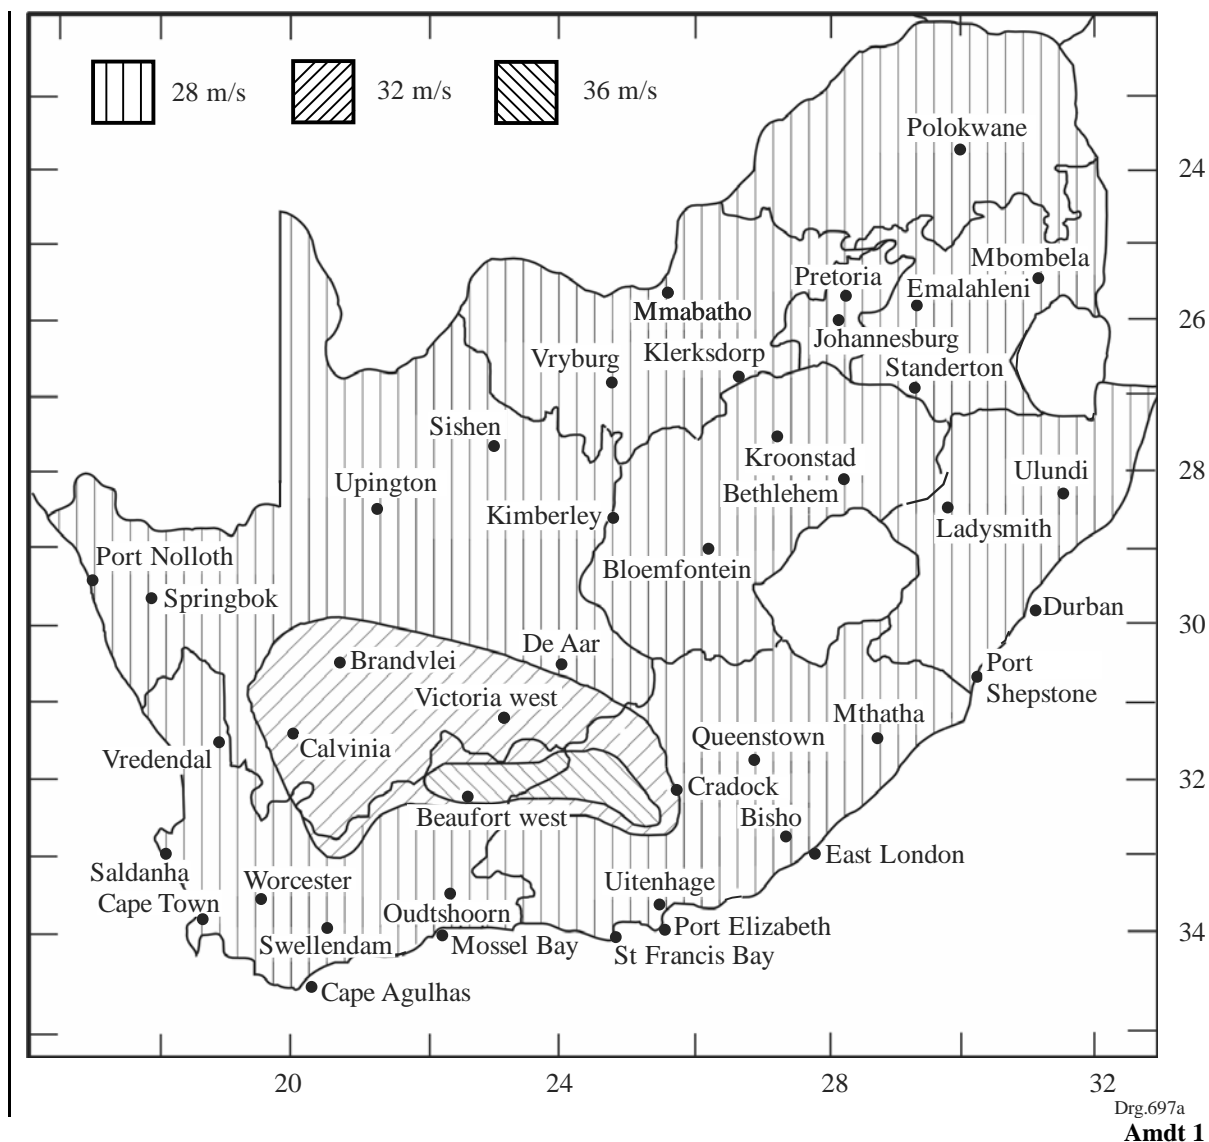 28 m/s
32 m/s
36 m/s
Polokwane
24
Mbombela
Pretoria
Emalahleni
Mmabatho
26
Johannesburg
Vryburg
Klerksdorp
Standerton
Sishen
Kroonstad
Ulundi
28
Upington
Bethlehem
Kimberley
Ladysmith
Port Nolloth
Bloemfontein
Springbok
Durban
30
De Aar
Brandvlei
Port
Shepstone
Victoria west
Mthatha
Calvinia
Queenstown
Vredendal
32
Cradock
Beaufort west
Bisho
East London
Saldanha
Worcester
Uitenhage
Cape Town
Oudtshoorn
Port Elizabeth
34
Swellendam
Mossel Bay
St Francis Bay
Cape Agulhas
20
24
28
32
Drg.697a
Amdt 1